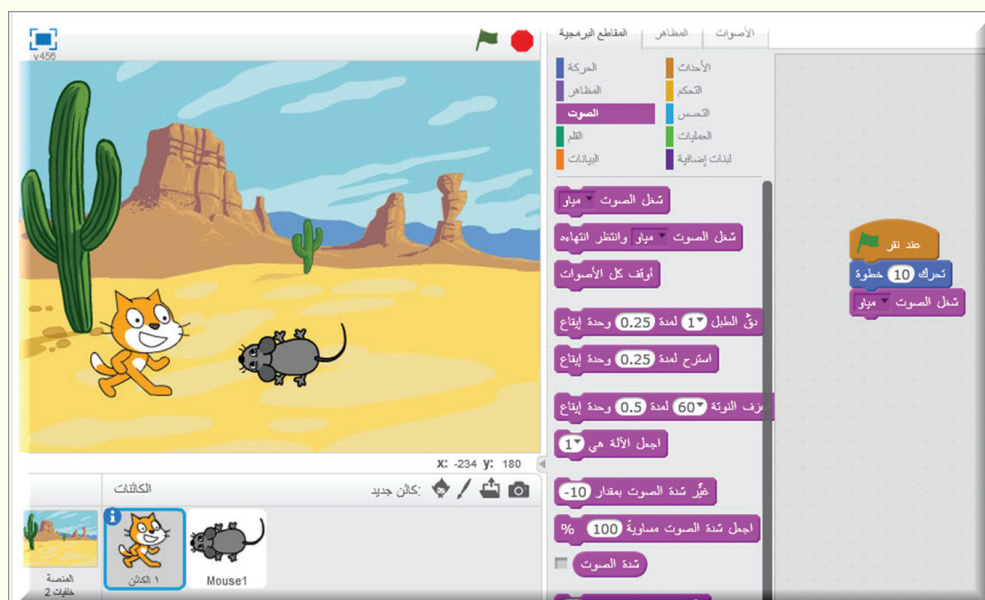 v456
الأصوات
المظاهر
المقاطع البرمجية
الأحداث
الحركة
التحكم
المظاهر
التحسس
الصوت
العمليات
القلم
لبنات إضافية
البيانات
شغل الصوت مياو
شغل الصوت مياو وانتظر انتهاءه
أوقف كل الأصوات
دقّ الطبل 1 لمدة 0.25 وحدة إيقاع
استرح لمدة 0.25 وحدة إيقاع
عزف النوتة 60 لمدة 0.5 وحدة إيقاع
اجعل الآلة هي 1
غيِّر شدة الصوت بمقدار -10
اجعل شدة الصوت مساوية 100 %
شدة الصوت
عند نقر
تحرك 10 خطوة
شغل الصوت مياو
x: -234 y: 180
الكائنات
كائن جديد:
المنصة
خلفيات 2
الكائن ١
Mouse1